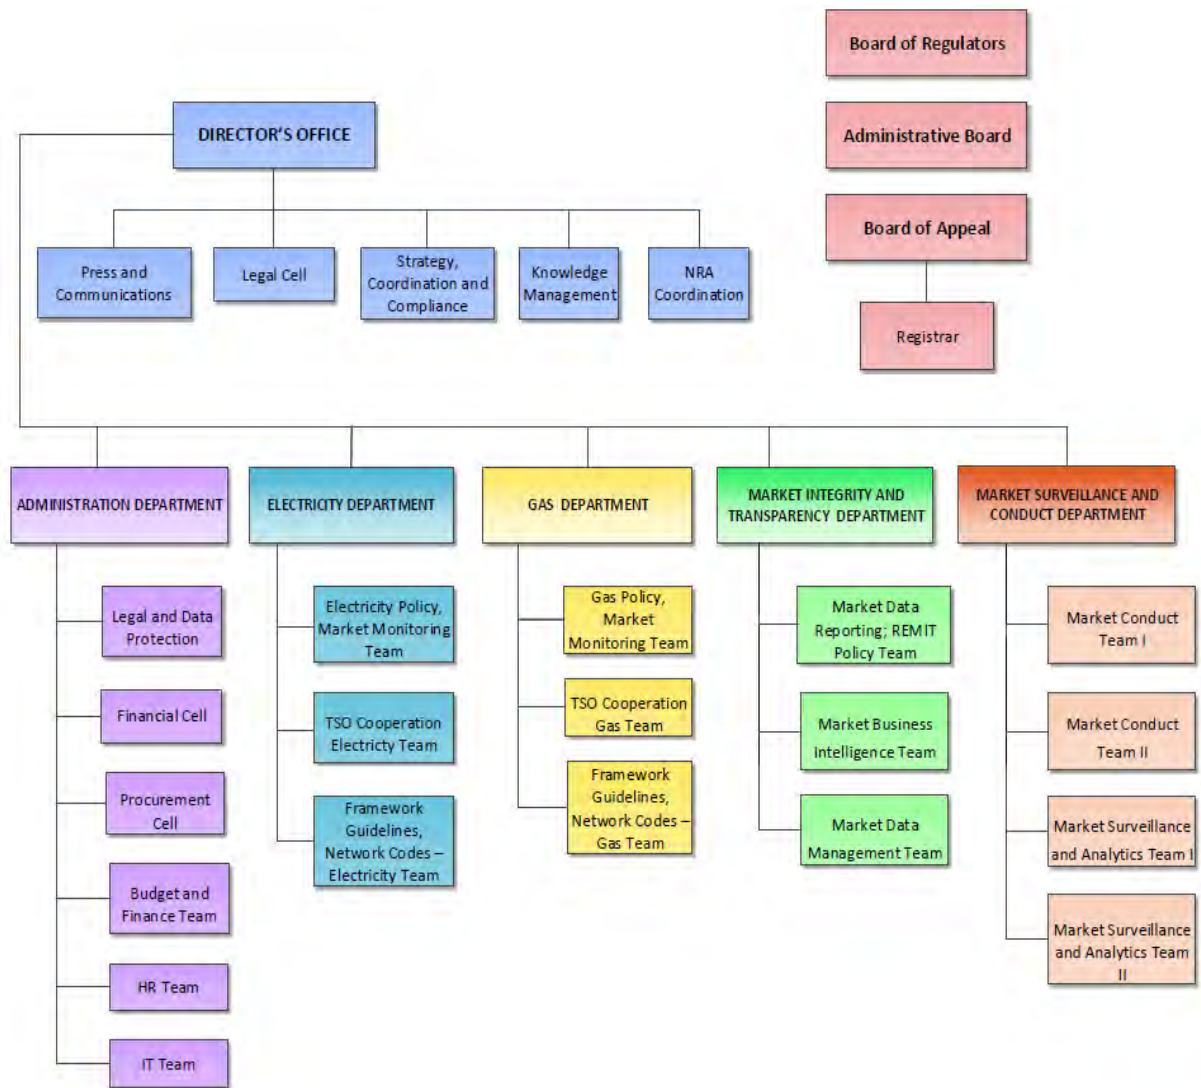 Board of Regulators
DIRECTOR'S OFFICE
Administrative Board
Board of Appeal
Press and
Communications
Legal Cell
Strategy,
Coordination and
Compliance
Knowledge
Management
NRA
Coordination
Registrar
ADMINISTRATION DEPARTMENT
ELECTRICITY DEPARTMENT
GAS DEPARTMENT
MARKET INTEGRITY AND
TRANSPARENCY DEPARTMENT
MARKET SURVEILLANCE AND
CONDUCT DEPARTMENT
Legal and Data
Protection
Financial Cell
Procurement
Cell
Budget and
Finance Team
HR Team
IT Team
Electricity Policy,
Market Monitoring
Team
TSO Cooperation
Electricty Team
Framework
Guidelines,
Network Codes –
Electricity Team
Gas Policy,
Market
Monitoring Team
TSO Cooperation
Gas Team
Framework
Guidelines,
Network Codes –
Gas Team
Market Data
Reporting; REMIT
Policy Team
Market Business
Intelligence Team
Market Data
Management Team
Market Conduct
Team I
Market Conduct
Team II
Market Surveillance
and Analytics Team I
Market Surveillance
and Analytics Team
II